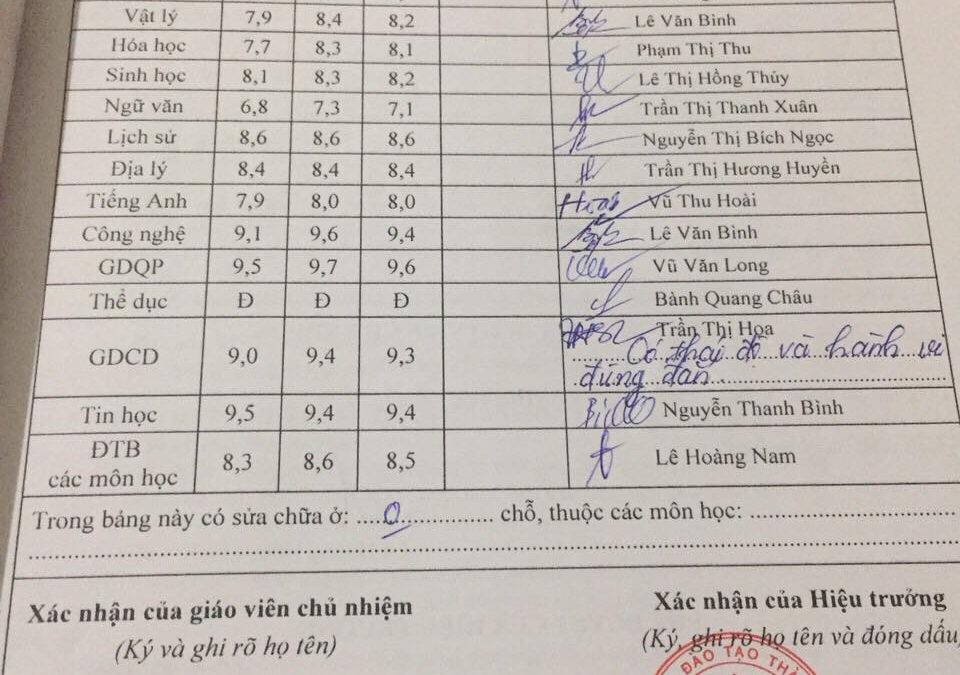 Vật lý 7,9 8,4 8,2 Lê Văn Bình
Hóa học 7,7 8,3 8,1 Phạm Thị Thu
Sinh học 8,1 8,3 8,2 Lê Thị Hồng Thủy
Ngữ văn 6,8 7,3 7,1 Trần Thị Thanh Xuân
Lịch sử 8,6 8,6 8,6 Nguyễn Thị Bích Ngọc
Địa lý 8,4 8,4 8,4 Trần Thị Hương Huyền
Tiếng Anh 7,9 8,0 8,0 Vũ Thu Hoài
Công nghệ 9,1 9,6 9,4 Lê Văn Bình
GDQP 9,5 9,7 9,6 Vũ Văn Long
Thể dục Đ Đ Đ Bành Quang Châu
GDCD 9,0 9,4 9,3 Trần Thị Hoa
Có thái độ và hành vi
đúng đắn
Tin học 9,5 9,4 9,4 Nguyễn Thanh Bình
ĐTB
các môn học 8,3 8,6 8,5 Lê Hoàng Nam
Trong bảng này có sửa chữa ở: ....0............... chỗ, thuộc các môn học: ................................
Xác nhận của giáo viên chủ nhiệm
(Ký và ghi rõ họ tên)
Xác nhận của Hiệu trưởng
(Ký, ghi rõ họ tên và đóng dấu)
ĐÀO TẠO